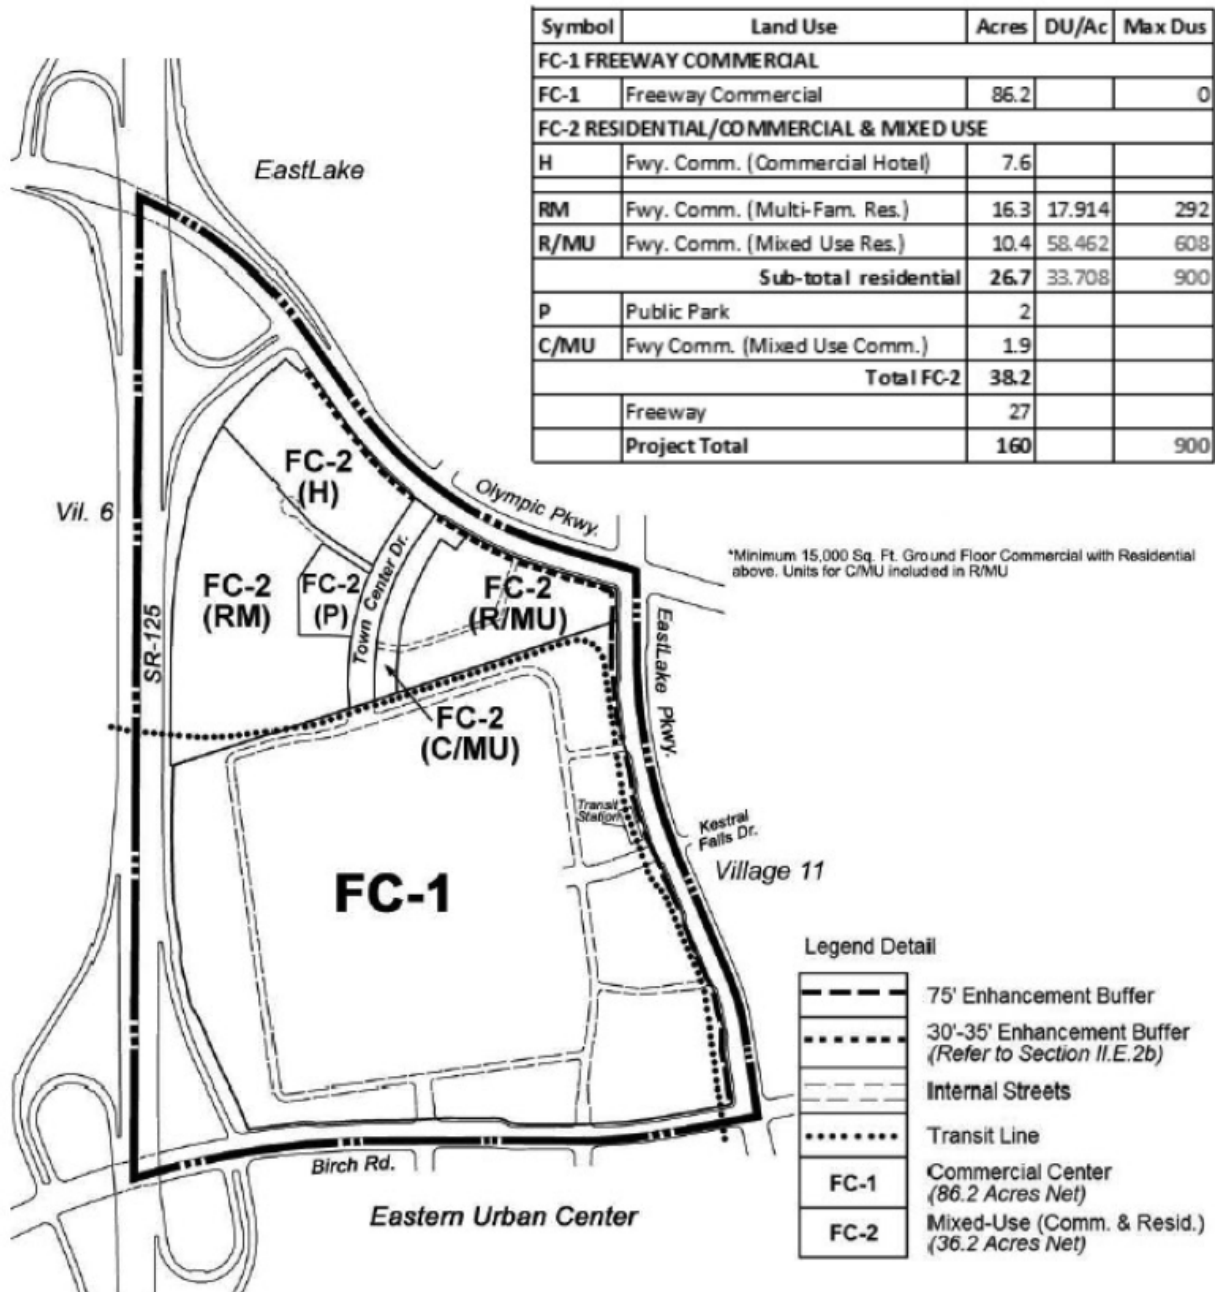 Symbol Land Use Acres DU/Ac Max Dus
FC-1 FREEWAY COMMERCIAL
FC-1 Freeway Commercial 86.2 0
FC-2 RESIDENTIAL/COMMERCIAL & MIXED USE
H Fwy. Comm. (Commercial Hotel) 7.6
RM Fwy. Comm. (Multi-Fam. Res.) 16.3 17.914 292
R/MU Fwy. Comm. (Mixed Use Res.) 10.4 58.462 608
Sub-total residential 26.7 33.708 900
P Public Park 2
C/MU Fwy Comm. (Mixed Use Comm.) 1.9
Total FC-2 38.2
Freeway 27
Project Total 160 900
*Minimum 15,000 Sq. Ft. Ground Floor Commercial with Residential
above. Units for C/MU included in R/MU
EastLake
Olympic Pkwy.
Vil. 6
SR-125
FC-2
(H)
FC-2
(RM)
FC-2
(P)
Town Center Dr.
FC-2
(R/MU)
FC-2
(C/MU)
EastLake Pkwy.
Transit
Station
Kestral
Falls Dr.
Village 11
FC-1
Birch Rd.
Eastern Urban Center
Legend Detail
75' Enhancement Buffer
30'-35' Enhancement Buffer
(Refer to Section II.E.2b)
Internal Streets
Transit Line
FC-1 Commercial Center
(86.2 Acres Net)
FC-2 Mixed-Use (Comm. & Resid.)
(36.2 Acres Net)